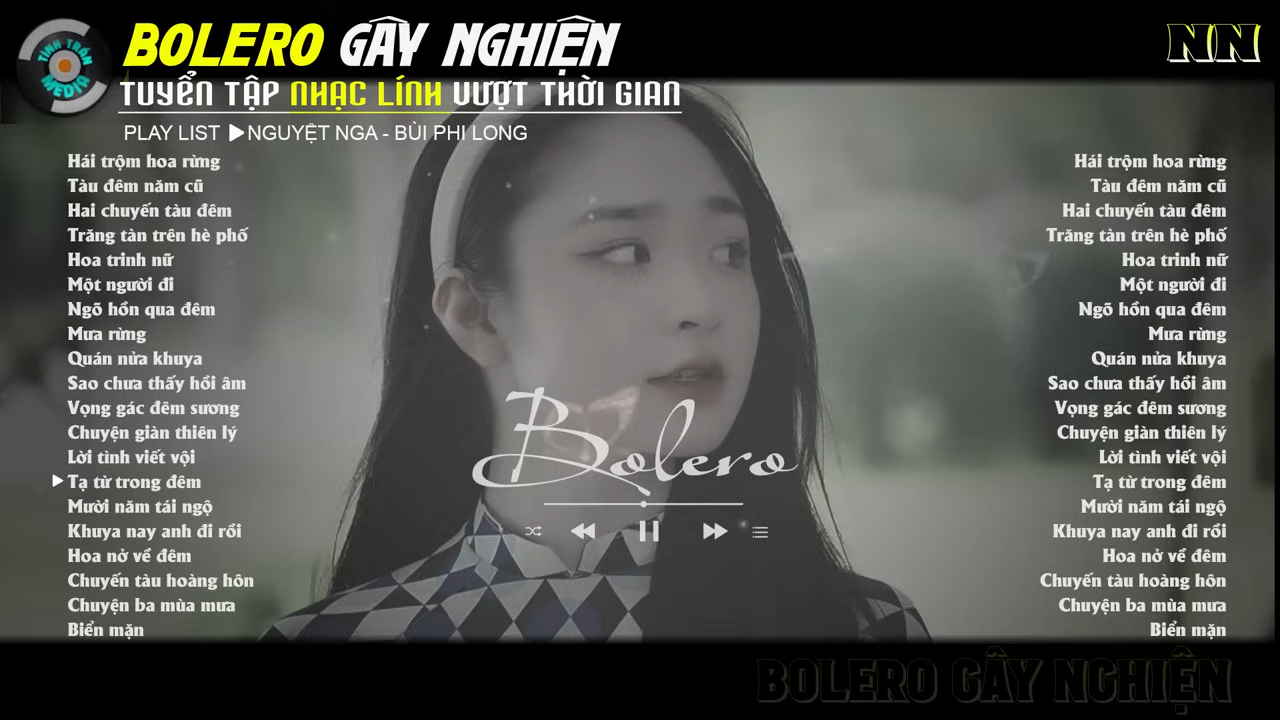 TÌNH TRẦN
MEDIA
BOLERO GÂY NGHIỆN
NN
TUYỂN TẬP NHẠC LÍNH VƯỢT THỜI GIAN
PLAY LIST NGUYỆT NGA - BÙI PHI LONG
Hái trộm hoa rừng
Tàu đêm năm cũ
Hai chuyến tàu đêm
Trăng tàn trên hè phố
Hoa trinh nữ
Một người đi
Ngõ hồn qua đêm
Mưa rừng
Quán nửa khuya
Sao chưa thấy hồi âm
Vọng gác đêm sương
Chuyện giàn thiên lý
Lời tình viết vội
Tạ từ trong đêm
Mười năm tái ngộ
Khuya nay anh đi rồi
Hoa nở về đêm
Chuyến tàu hoàng hôn
Chuyện ba mùa mưa
Biển mặn
Bolero
Hái trộm hoa rừng
Tàu đêm năm cũ
Hai chuyến tàu đêm
Trăng tàn trên hè phố
Hoa trinh nữ
Một người đi
Ngõ hồn qua đêm
Mưa rừng
Quán nửa khuya
Sao chưa thấy hồi âm
Vọng gác đêm sương
Chuyện giàn thiên lý
Lời tình viết vội
Tạ từ trong đêm
Mười năm tái ngộ
Khuya nay anh đi rồi
Hoa nở về đêm
Chuyến tàu hoàng hôn
Chuyện ba mùa mưa
Biển mặn
BOLERO GÂY NGHIỆN